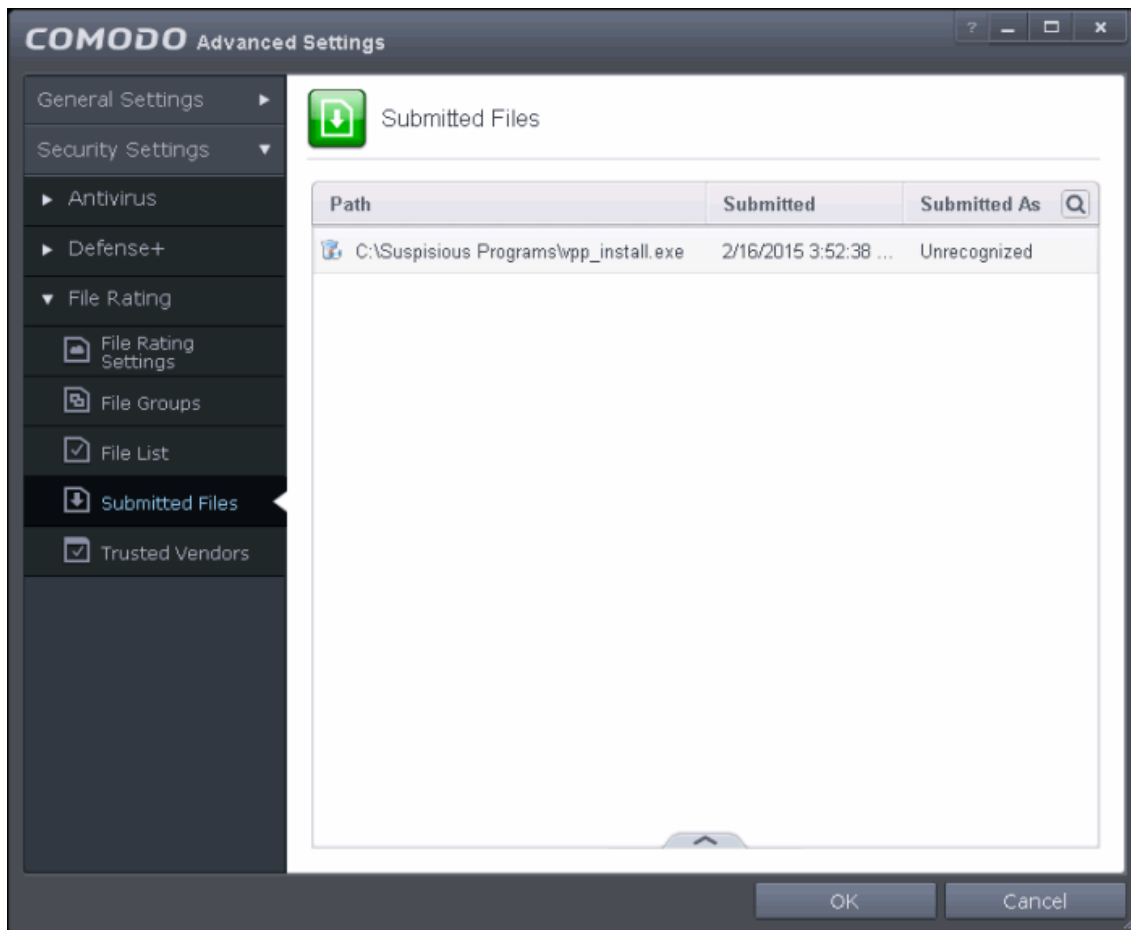 COMODO Advanced Settings
General Settings
Security Settings
Antivirus
Defense+
File Rating
File Rating
Settings
File Groups
File List
Submitted Files
Trusted Vendors
Submitted Files
Path Submitted Submitted As
C:\Suspisious Programs\vpp_install.exe 2/16/2015 3:52:38 ... Unrecognized
OK Cancel